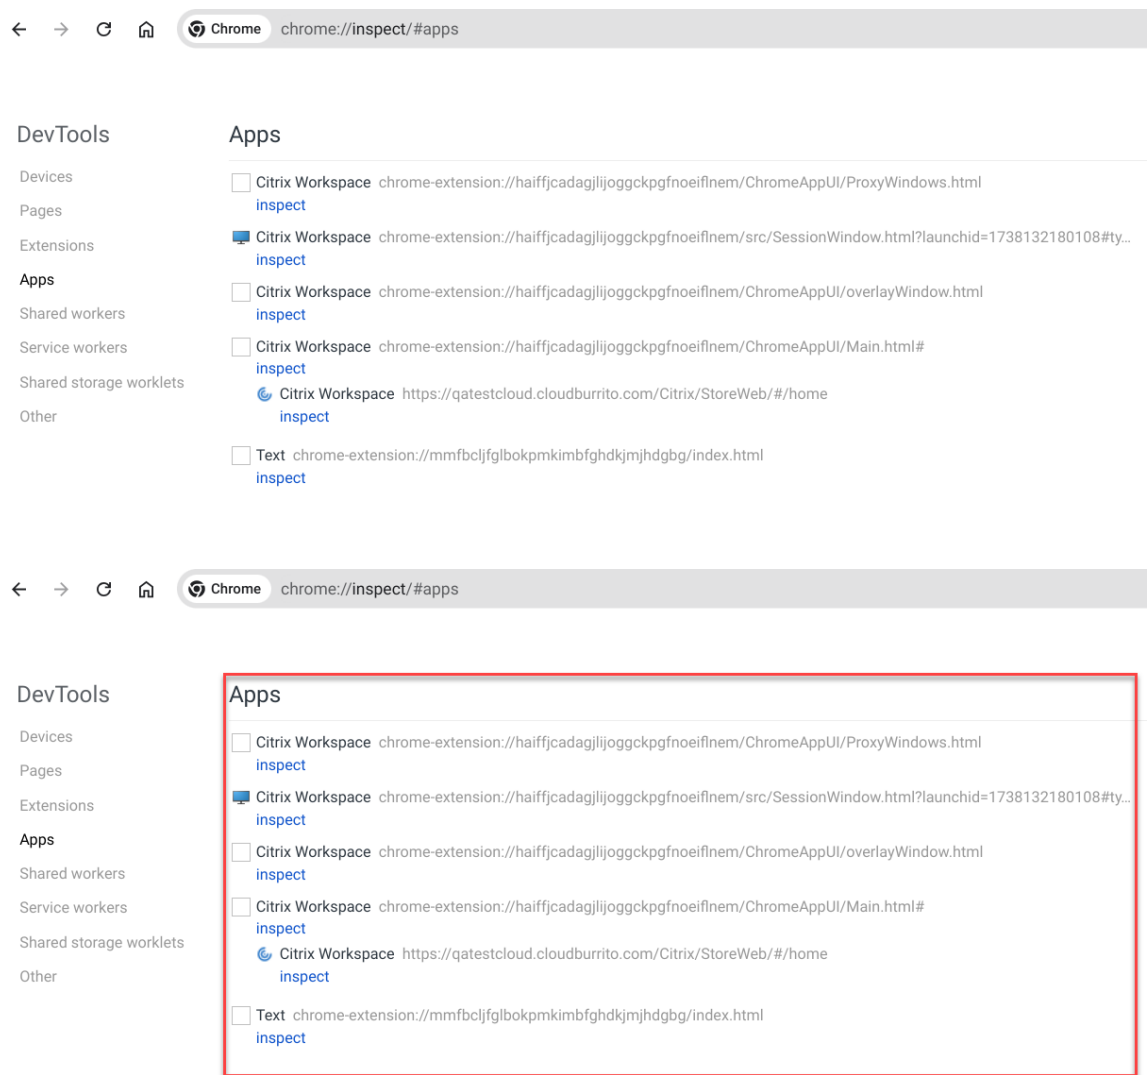 Chrome chrome://inspect/#apps
DevTools
Devices
Pages
Extensions
Apps
Shared workers
Service workers
Shared storage worklets
Other
Apps
Citrix Workspace chrome-extension://haiffjcadagjlijoggckpgfnoeiflnem/ChromeAppUI/ProxyWindows.html
inspect
Citrix Workspace chrome-extension://haiffjcadagjlijoggckpgfnoeiflnem/src/SessionWindow.html?launchid=1738132180108#ty...
inspect
Citrix Workspace chrome-extension://haiffjcadagjlijoggckpgfnoeiflnem/ChromeAppUI/overlayWindow.html
inspect
Citrix Workspace chrome-extension://haiffjcadagjlijoggckpgfnoeiflnem/ChromeAppUI/Main.html#
inspect
Citrix Workspace https://qatestcloud.cloudburrito.com/Citrix/StoreWeb/#/home
inspect
Text chrome-extension://mmfbcljfglbokpmkimbfghdkjmjhdgbg/index.html
inspect
Chrome chrome://inspect/#apps
DevTools
Devices
Pages
Extensions
Apps
Shared workers
Service workers
Shared storage worklets
Other
Apps
Citrix Workspace chrome-extension://haiffjcadagjlijoggckpgfnoeiflnem/ChromeAppUI/ProxyWindows.html
inspect
Citrix Workspace chrome-extension://haiffjcadagjlijoggckpgfnoeiflnem/src/SessionWindow.html?launchid=1738132180108#ty...
inspect
Citrix Workspace chrome-extension://haiffjcadagjlijoggckpgfnoeiflnem/ChromeAppUI/overlayWindow.html
inspect
Citrix Workspace chrome-extension://haiffjcadagjlijoggckpgfnoeiflnem/ChromeAppUI/Main.html#
inspect
Citrix Workspace https://qatestcloud.cloudburrito.com/Citrix/StoreWeb/#/home
inspect
Text chrome-extension://mmfbcljfglbokpmkimbfghdkjmjhdgbg/index.html
inspect